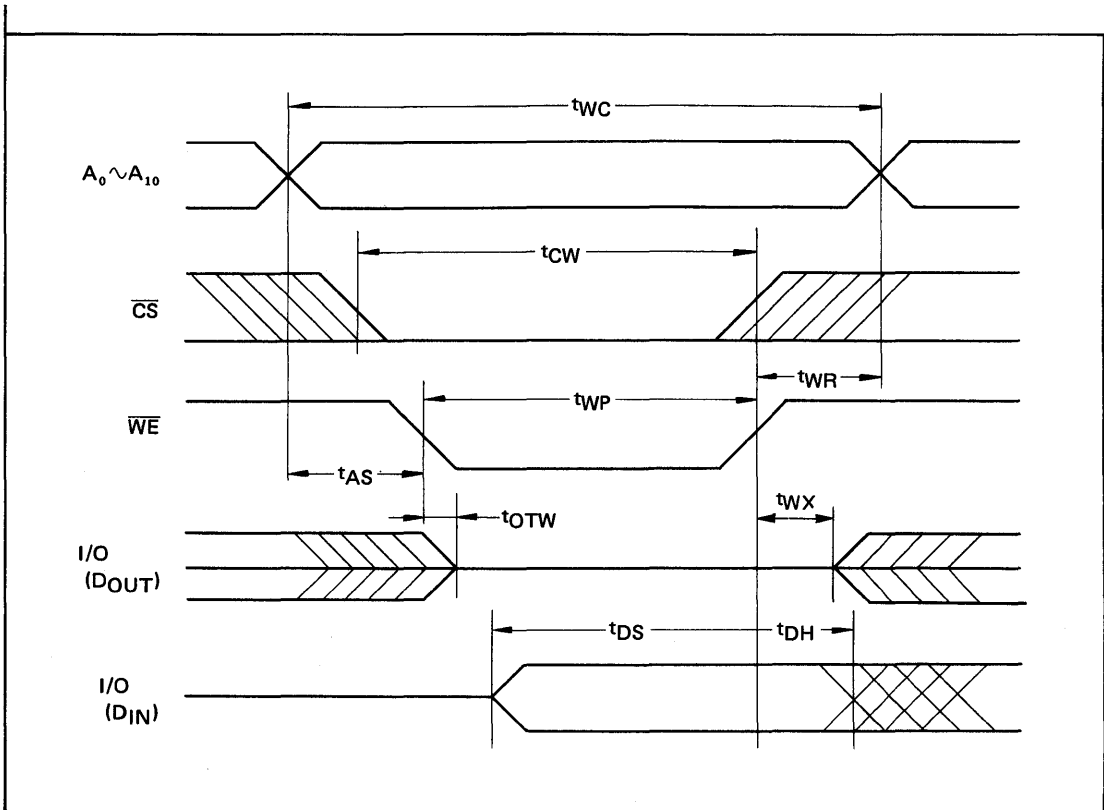 tWC
A0∼A10
tCW
CS
tWR
tWP
WE
tAS
tWX
tOTW
I/O
(DOUT)
tDS tDH
I/O
(DIN)